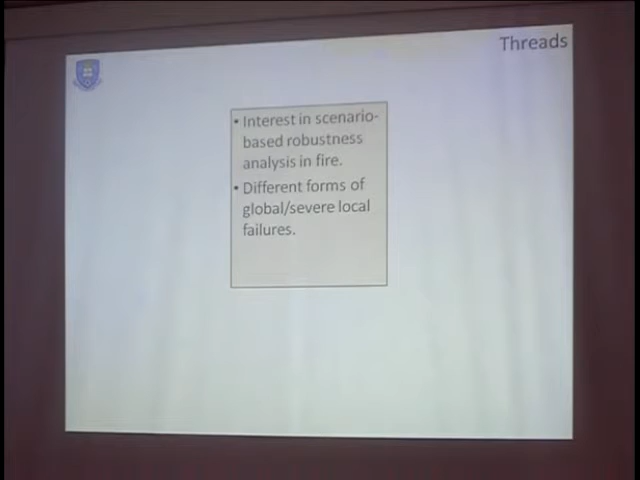 Threads
• Interest in scenario-
based robustness
analysis in fire.
• Different forms of
global/severe local
failures.